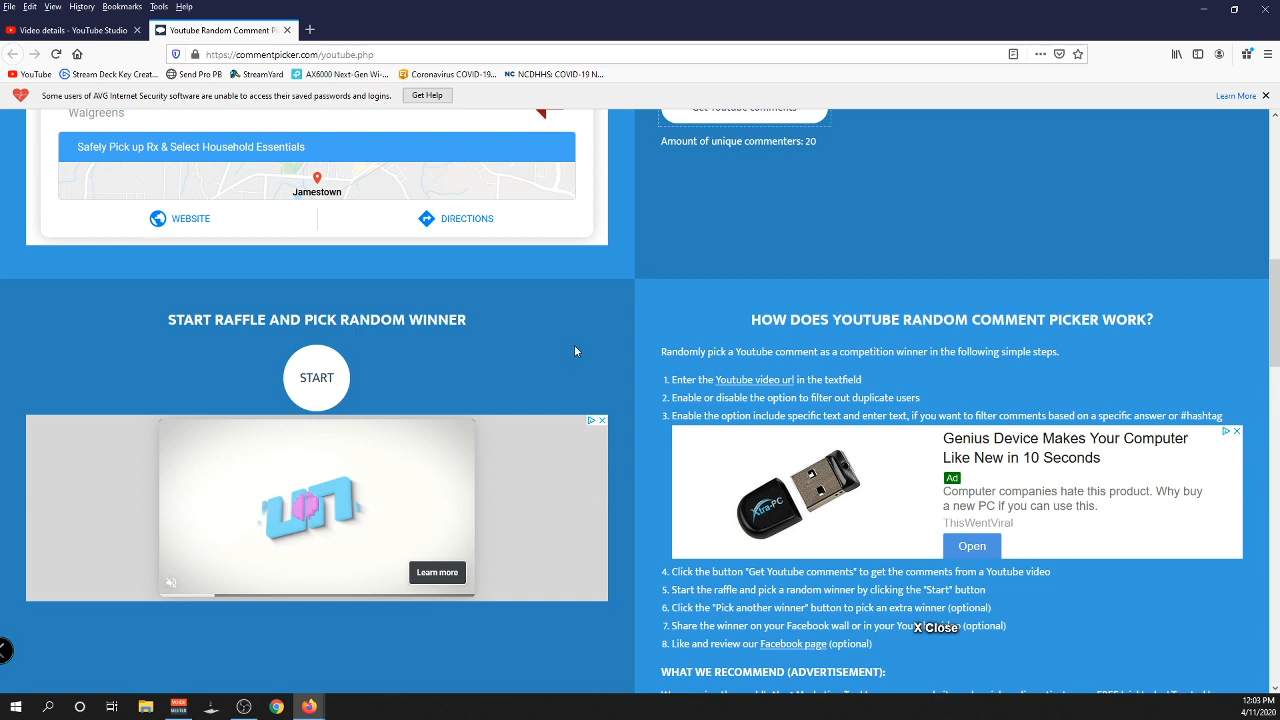 File Edit View History Bookmarks Tools Help
Video details - YouTube Studio
Youtube Random Comment Pi
https://commentpicker.com/youtube.php
YouTube Stream Deck Key Creat... Send Pro PB StreamYard AX6000 Next-Gen Wi-... Coronavirus COVID-19... NC NCDHHS: COVID-19 N...
Some users of AVG Internet Security software are unable to access their saved passwords and logins. Get Help Learn More
Walgreens
Safely Pick up Rx & Select Household Essentials
Jamestown
WEBSITE DIRECTIONS
Get Youtube comments
Amount of unique commenters: 20
START RAFFLE AND PICK RANDOM WINNER
START
un
Learn more
HOW DOES YOUTUBE RANDOM COMMENT PICKER WORK?
Randomly pick a Youtube comment as a competition winner in the following simple steps.
1. Enter the Youtube video url in the textfield
2. Enable or disable the option to filter out duplicate users
3. Enable the option include specific text and enter text, if you want to filter comments based on a specific answer or #hashtag
Xtra-PC
Genius Device Makes Your Computer
Like New in 10 Seconds
Ad
Computer companies hate this product. Why buy
a new PC if you can use this.
ThisWentViral
Open
4. Click the button "Get Youtube comments" to get the comments from a Youtube video
5. Start the raffle and pick a random winner by clicking the "Start" button
6. Click the "Pick another winner" button to pick an extra winner (optional)
7. Share the winner on your Facebook wall or in your (optional)
X Close
8. Like and review our Facebook page (optional)
WHAT WE RECOMMEND (ADVERTISEMENT):
VOICE MEETER
12:03 PM
4/11/2020